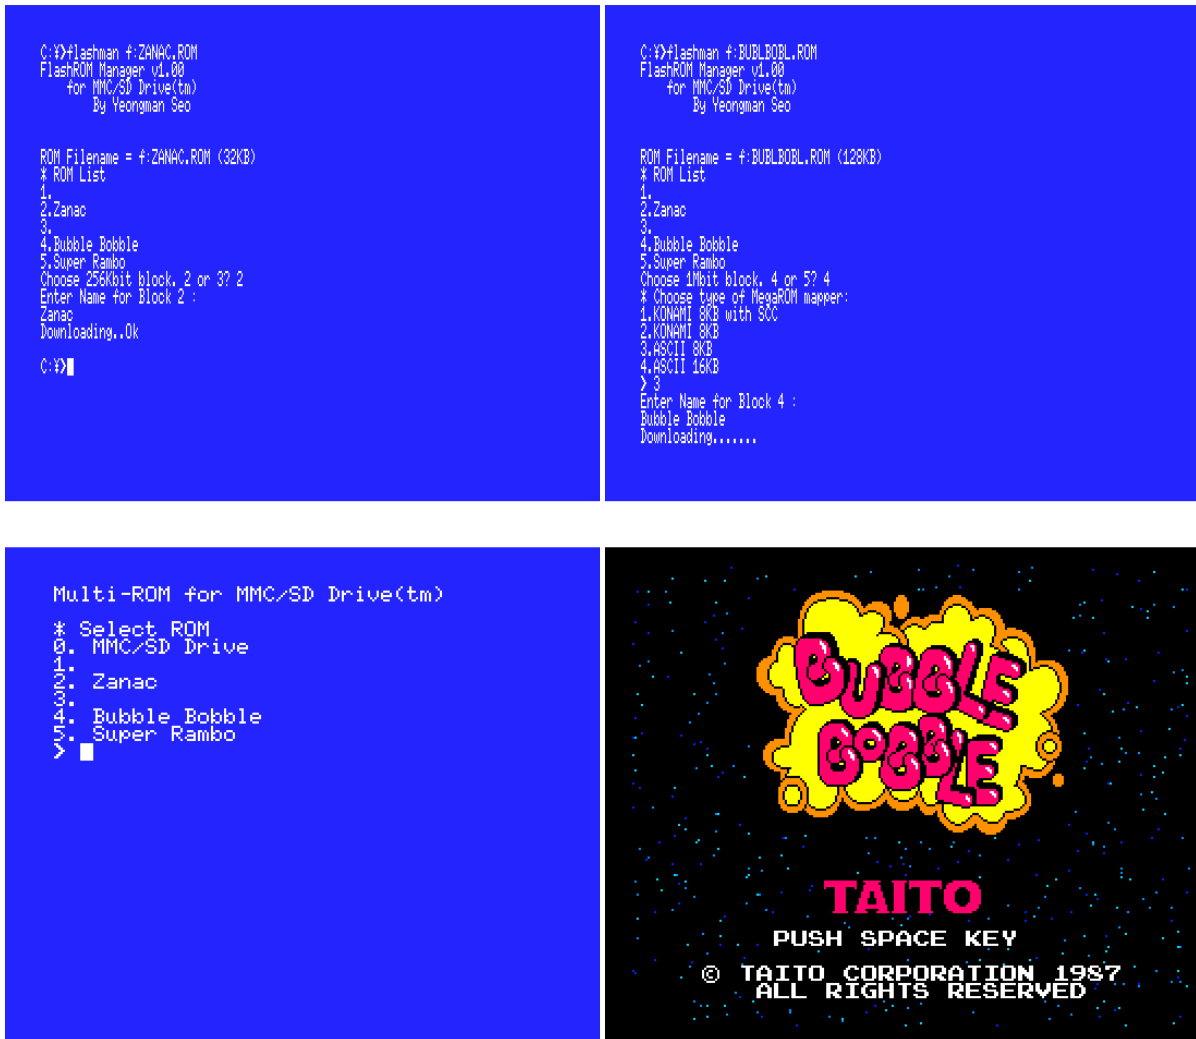 C:¥>flashman f:ZANAC.ROM
FlashROM Manager v1.00
for MMC/SD Drive(tm)
By Yeongman Seo
ROM Filename = f:ZANAC.ROM (32KB)
* ROM List
1.
2.Zanac
3.
4.Bubble Bobble
5.Super Rambo
Choose 256Kbit block. 2 or 3? 2
Enter Name for Block 2 :
Zanac
Downloading..Ok
C:¥>
C:¥>flashman f:BUBLBOBL.ROM
FlashROM Manager v1.00
for MMC/SD Drive(tm)
By Yeongman Seo
ROM Filename = f:BUBLBOBL.ROM (128KB)
* ROM List
1.
2.Zanac
3.
4.Bubble Bobble
5.Super Rambo
Choose 1Mbit block. 4 or 5? 4
* Choose type of MegaROM mapper:
1.KONAMI 8KB with SCC
2.KONAMI 8KB
3.ASCII 8KB
4.ASCII 16KB
> 3
Enter Name for Block 4 :
Bubble Bobble
Downloading.......
Multi-ROM for MMC/SD Drive(tm)
* Select ROM
0. MMC/SD Drive
1.
2. Zanac
3.
4. Bubble Bobble
5. Super Rambo
>
BUBBLE
BOBBLE
TAITO
PUSH SPACE KEY
© TAITO CORPORATION 1987
ALL RIGHTS RESERVED